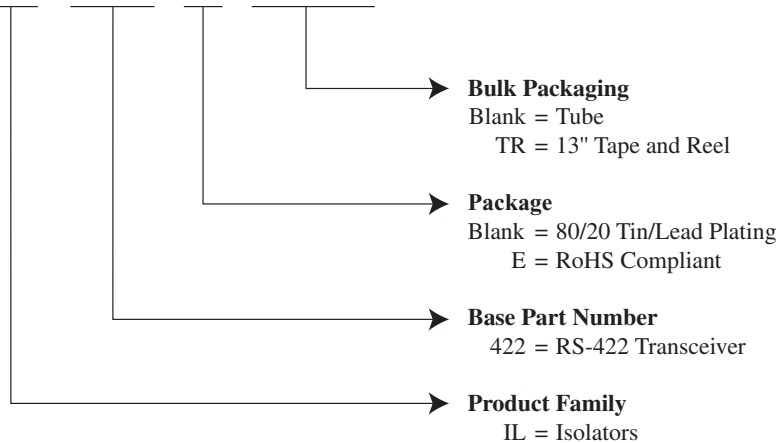 Bulk Packaging
Blank = Tube
TR = 13" Tape and Reel
Package
Blank = 80/20 Tin/Lead Plating
E = RoHS Compliant
Base Part Number
422 = RS-422 Transceiver
Product Family
IL = Isolators